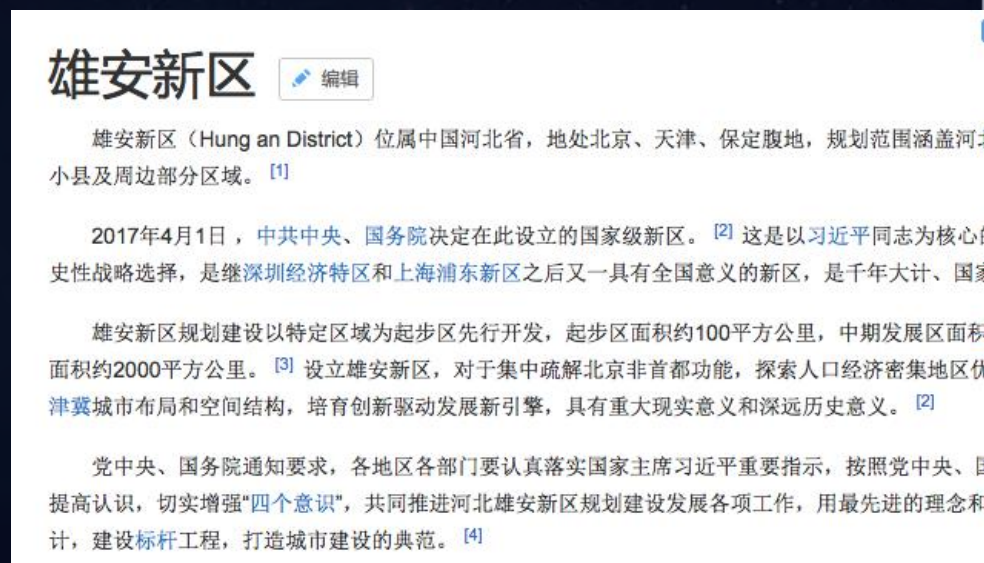 雄安新区 编辑
雄安新区（Hung an District）位属中国河北省，地处北京、天津、保定腹地，规划范围涵盖河北
小县及周边部分区域。 [1]
2017年4月1日 ，中共中央、国务院决定在此设立的国家级新区。 [2] 这是以习近平同志为核心的
史性战略选择，是继深圳经济特区和上海浦东新区之后又一具有全国意义的新区，是千年大计、国家
雄安新区规划建设以特定区域为起步区先行开发，起步区面积约100平方公里，中期发展区面积
面积约2000平方公里。 [3] 设立雄安新区，对于集中疏解北京非首都功能，探索人口经济密集地区优
津冀城市布局和空间结构，培育创新驱动发展新引擎，具有重大现实意义和深远历史意义。 [2]
党中央、国务院通知要求，各地区各部门要认真落实国家主席习近平重要指示，按照党中央、国
提高认识，切实增强“四个意识”，共同推进河北雄安新区规划建设发展各项工作，用最先进的理念和
计，建设标杆工程，打造城市建设的典范。 [4]